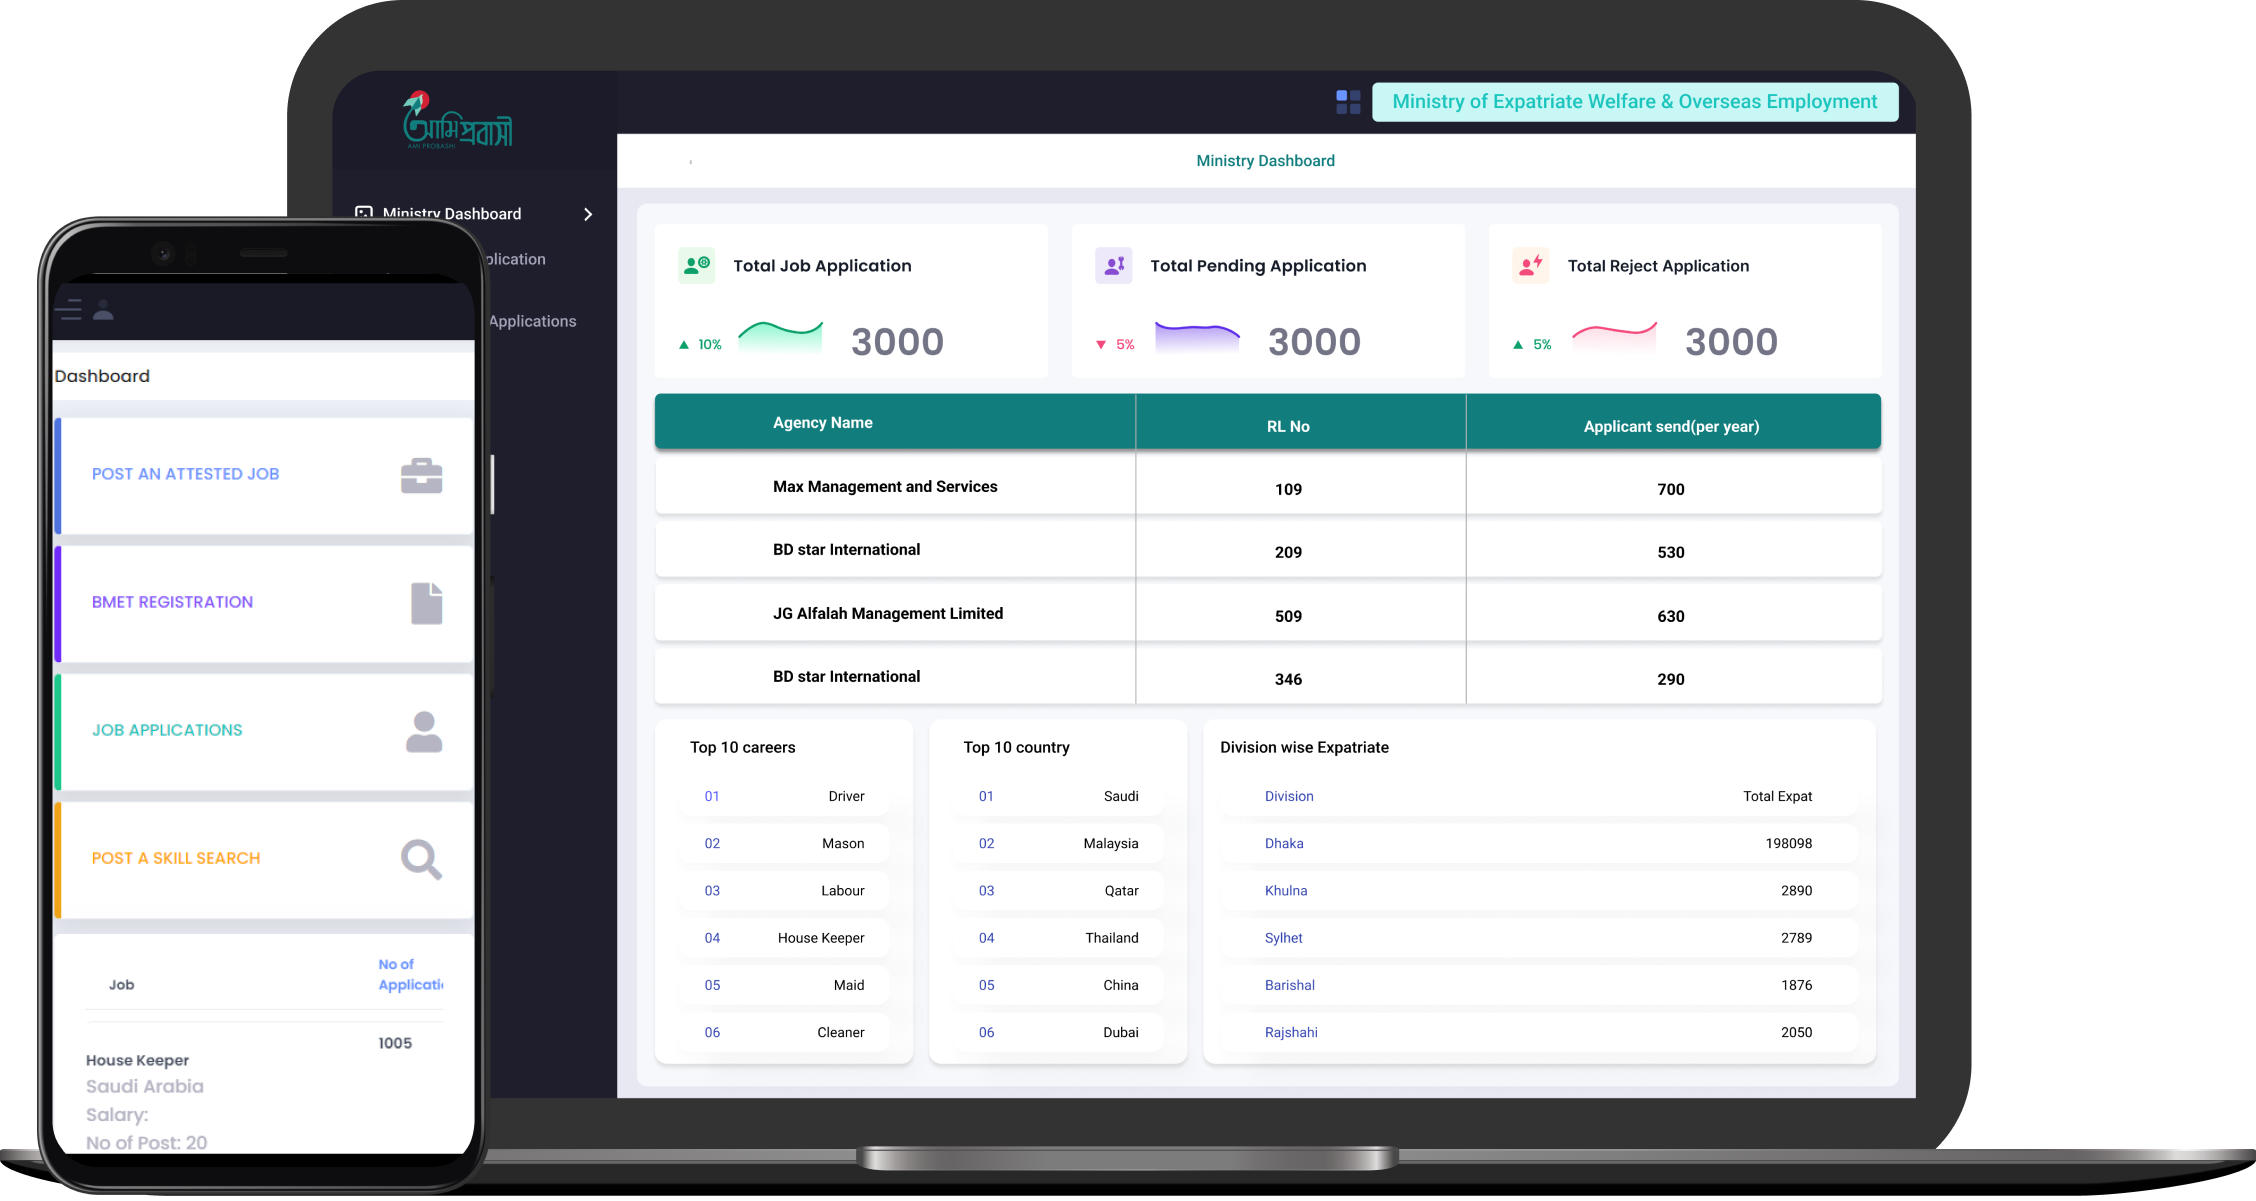 আমি প্রবাসী
AMI PROBASHI
Ministry of Expatriate Welfare & Overseas Employment
Ministry Dashboard
Ministry Dashboard
plication
Applications
Total Job Application
10%
3000
Total Pending Application
5%
3000
Total Reject Application
5%
3000
Agency Name RL No Applicant send(per year)
Max Management and Services 109 700
BD star International 209 530
JG Alfalah Management Limited 509 630
BD star International 346 290
Top 10 careers
01 Driver
02 Mason
03 Labour
04 House Keeper
05 Maid
06 Cleaner
Top 10 country
01 Saudi
02 Malaysia
03 Qatar
04 Thailand
05 China
06 Dubai
Division wise Expatriate
Division Total Expat
Dhaka 198098
Khulna 2890
Sylhet 2789
Barishal 1876
Rajshahi 2050
Dashboard
POST AN ATTESTED JOB
BMET REGISTRATION
JOB APPLICATIONS
POST A SKILL SEARCH
Job
No of
Applicati
1005
House Keeper
Saudi Arabia
Salary:
No of Post: 20